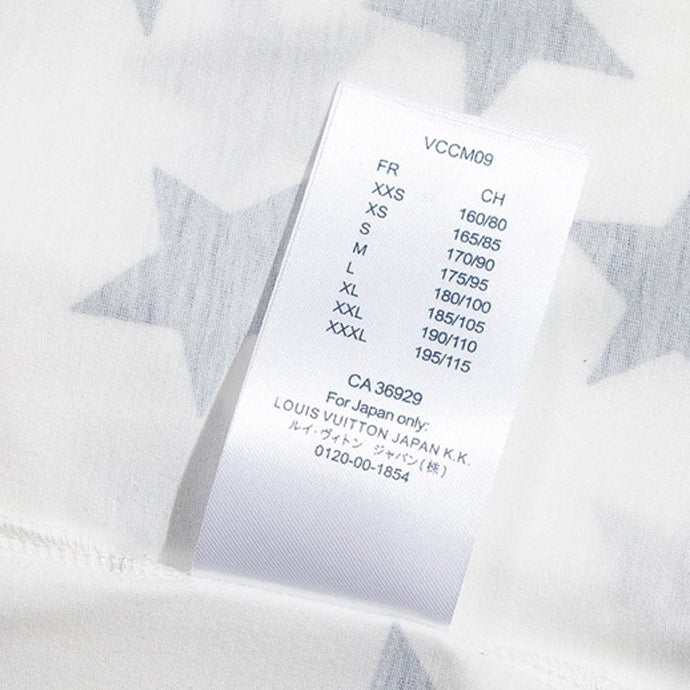 VCCM09
FR CH
XXS 160/80
XS 165/85
S 170/90
M 175/95
L 180/100
XL 185/105
XXL 190/110
XXXL 195/115
CA 36929
For Japan only:
LOUIS VUITTON JAPAN K.K.
ルイ・ヴィトン ジャパン(株)
0120-00-1854